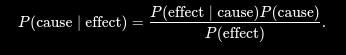 P(cause | effect) = P(effect | cause)P(cause) / P(effect).